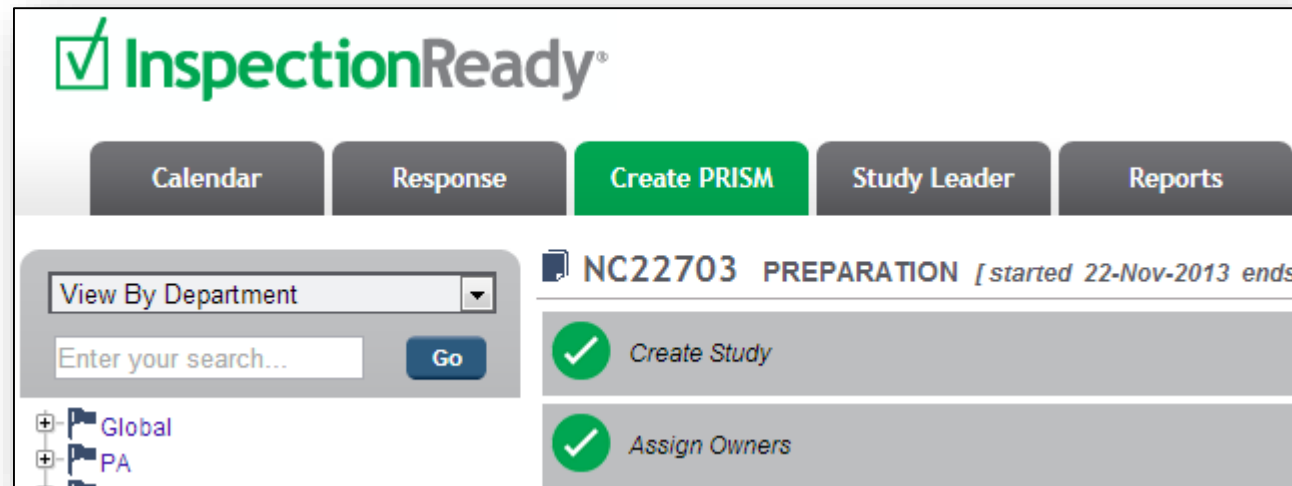 InspectionReady®
Calendar Response Create PRISM Study Leader Reports
View By Department
Enter your search... Go
Global
PA
NC22703 PREPARATION [ started 22-Nov-2013 ends
Create Study
Assign Owners